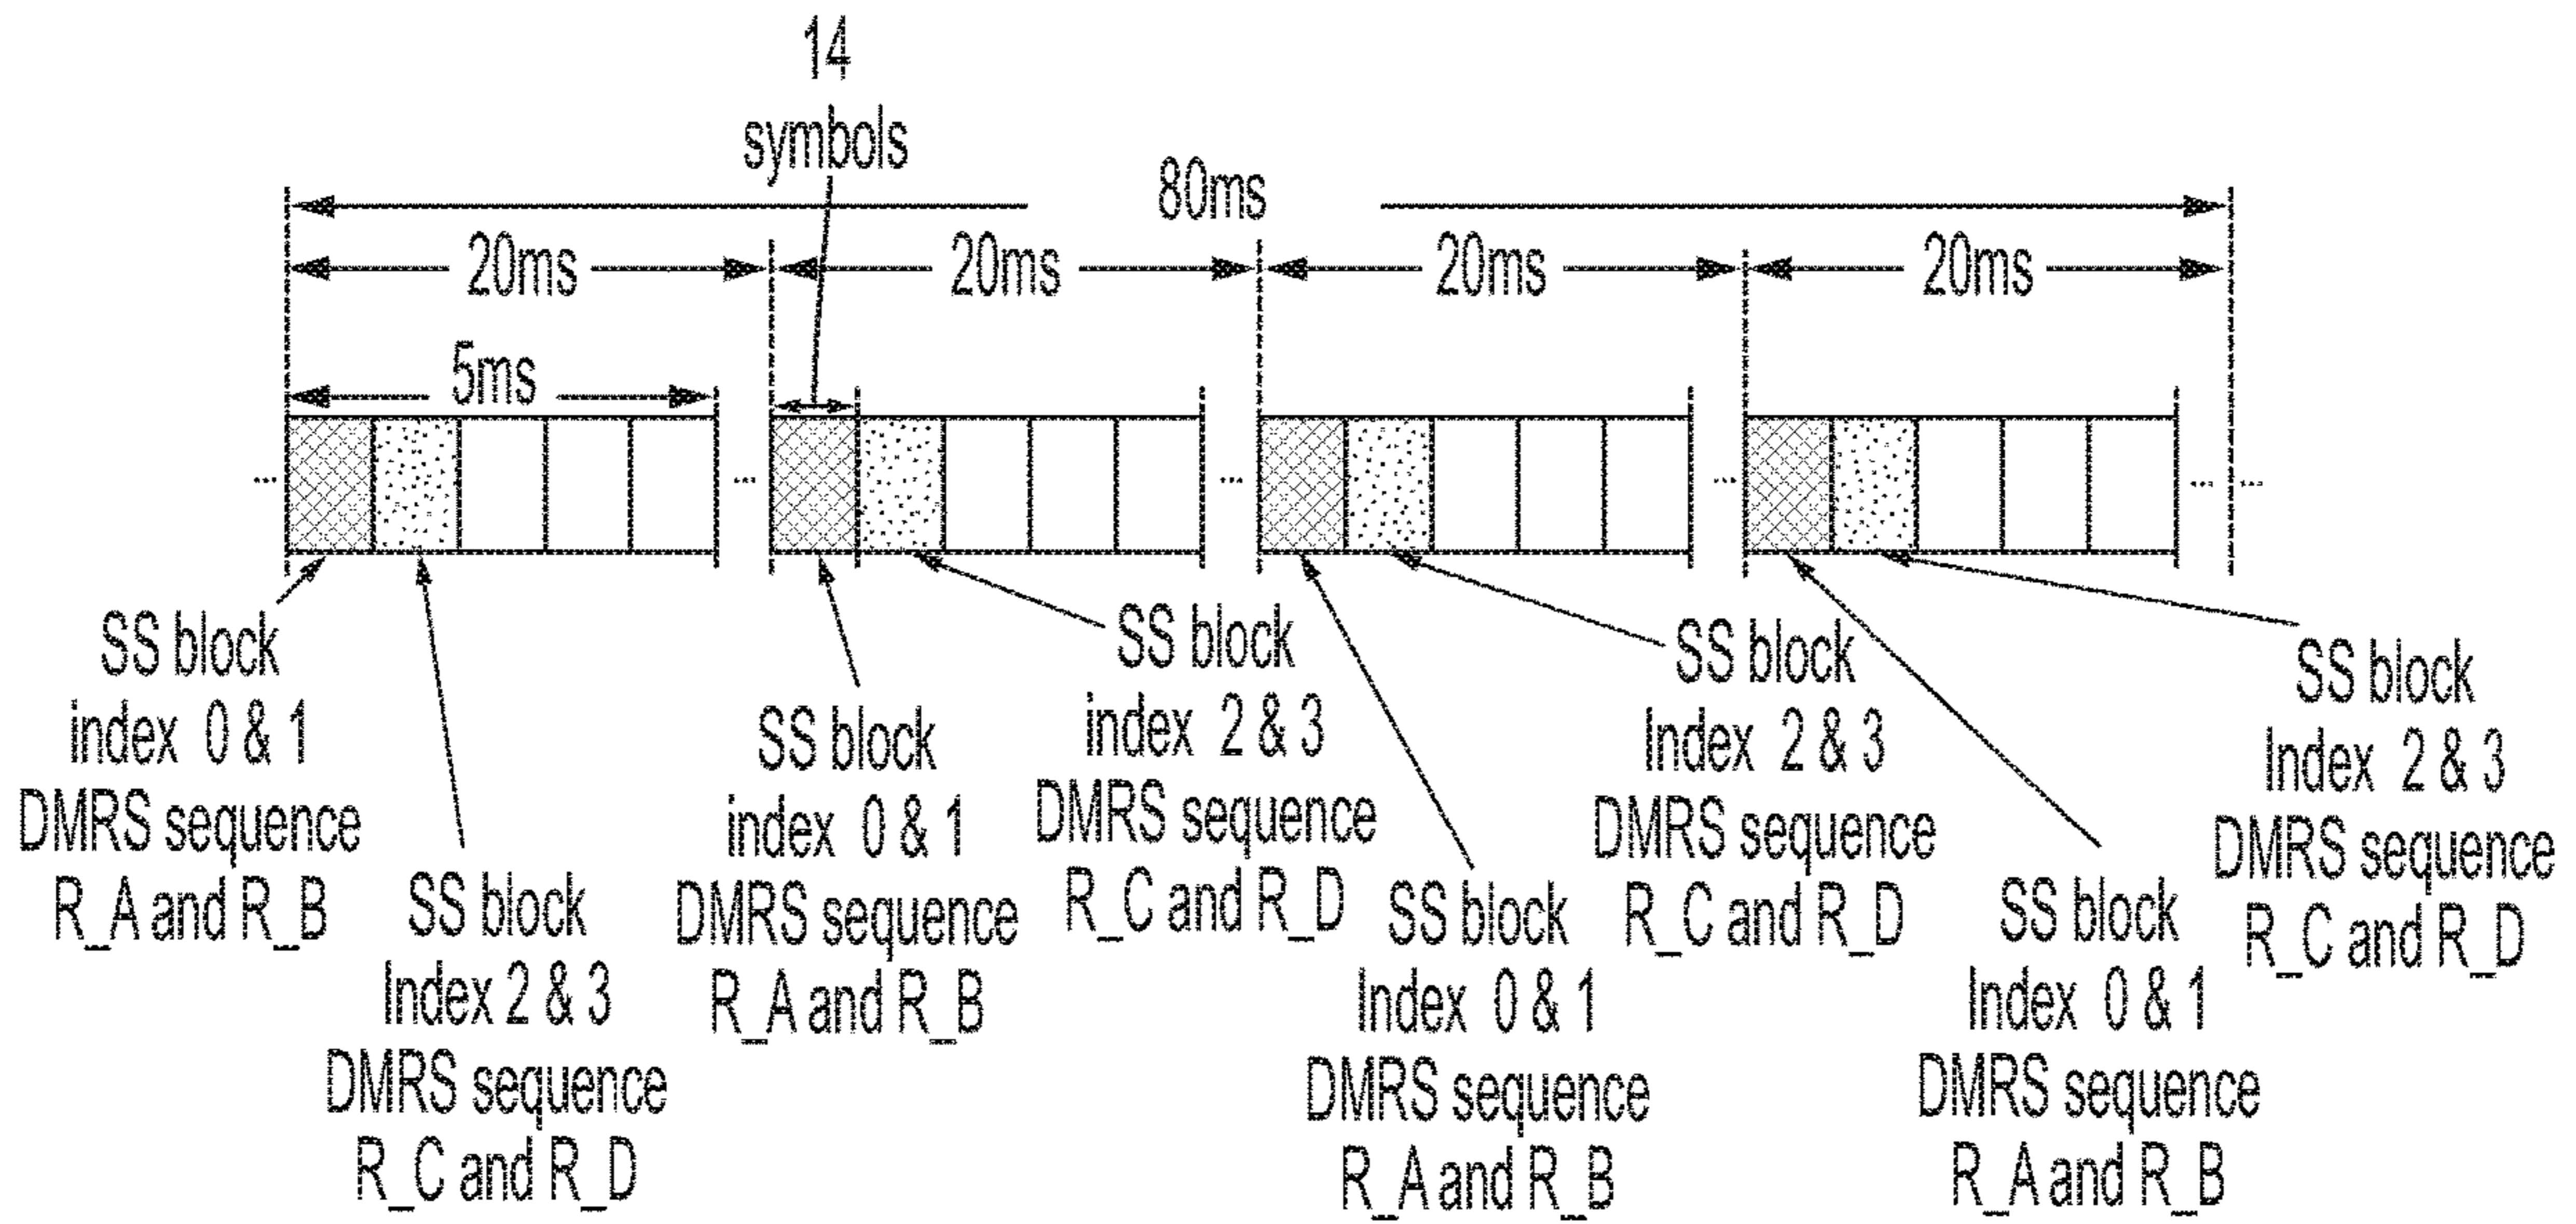 14
symbols
80ms
20ms
20ms
20ms
20ms
5ms
...
...
...
...
...
...
SS block
index 0 & 1
DMRS sequence
R_A and R_B
SS block
Index 2 & 3
DMRS sequence
R_C and R_D
SS block
index 0 & 1
DMRS sequence
R_A and R_B
SS block
index 2 & 3
DMRS sequence
R_C and R_D
SS block
Index 0 & 1
DMRS sequence
R_A and R_B
SS block
Index 2 & 3
DMRS sequence
R_C and R_D
SS block
Index 0 & 1
DMRS sequence
R_A and R_B
SS block
Index 2 & 3
DMRS sequence
R_C and R_D